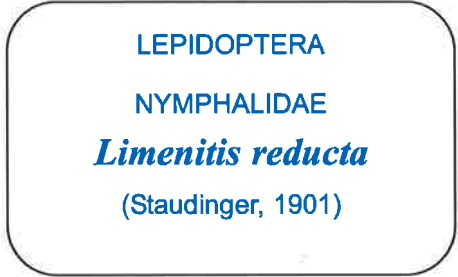 LEPIDOPTERA
NYMPHALIDAE
Limenitis reducta
(Staudinger, 1901)